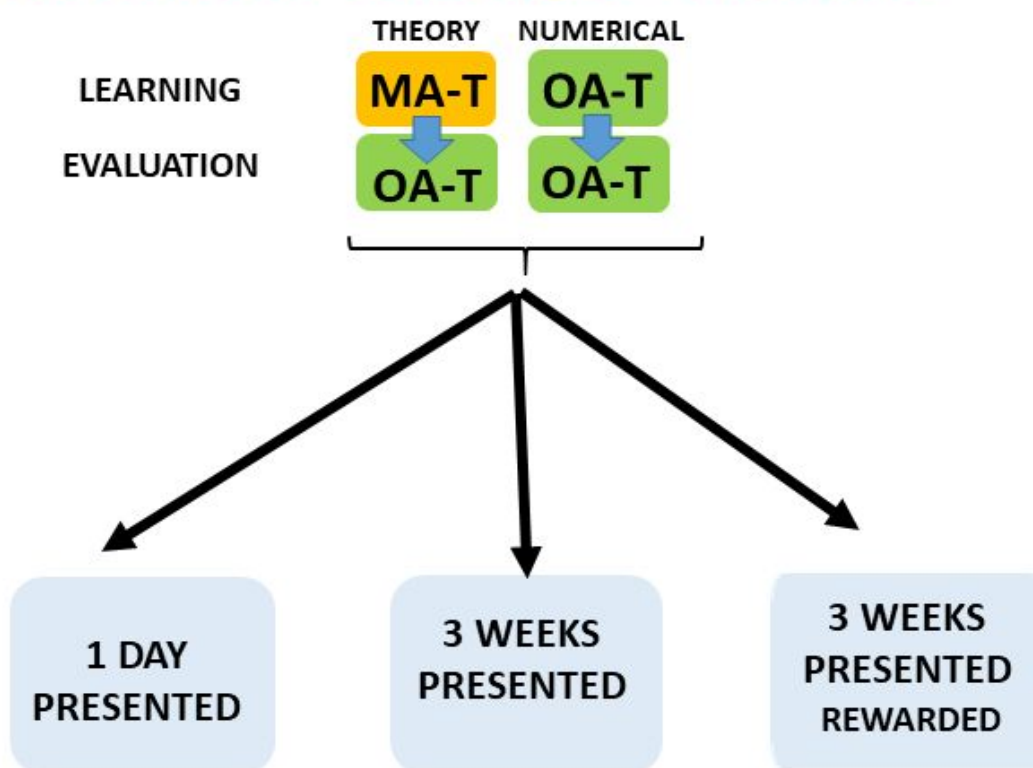 THEORY NUMERICAL
LEARNING MA-T OA-T
EVALUATION OA-T OA-T
1 DAY
PRESENTED
3 WEEKS
PRESENTED
3 WEEKS
PRESENTED
REWARDED